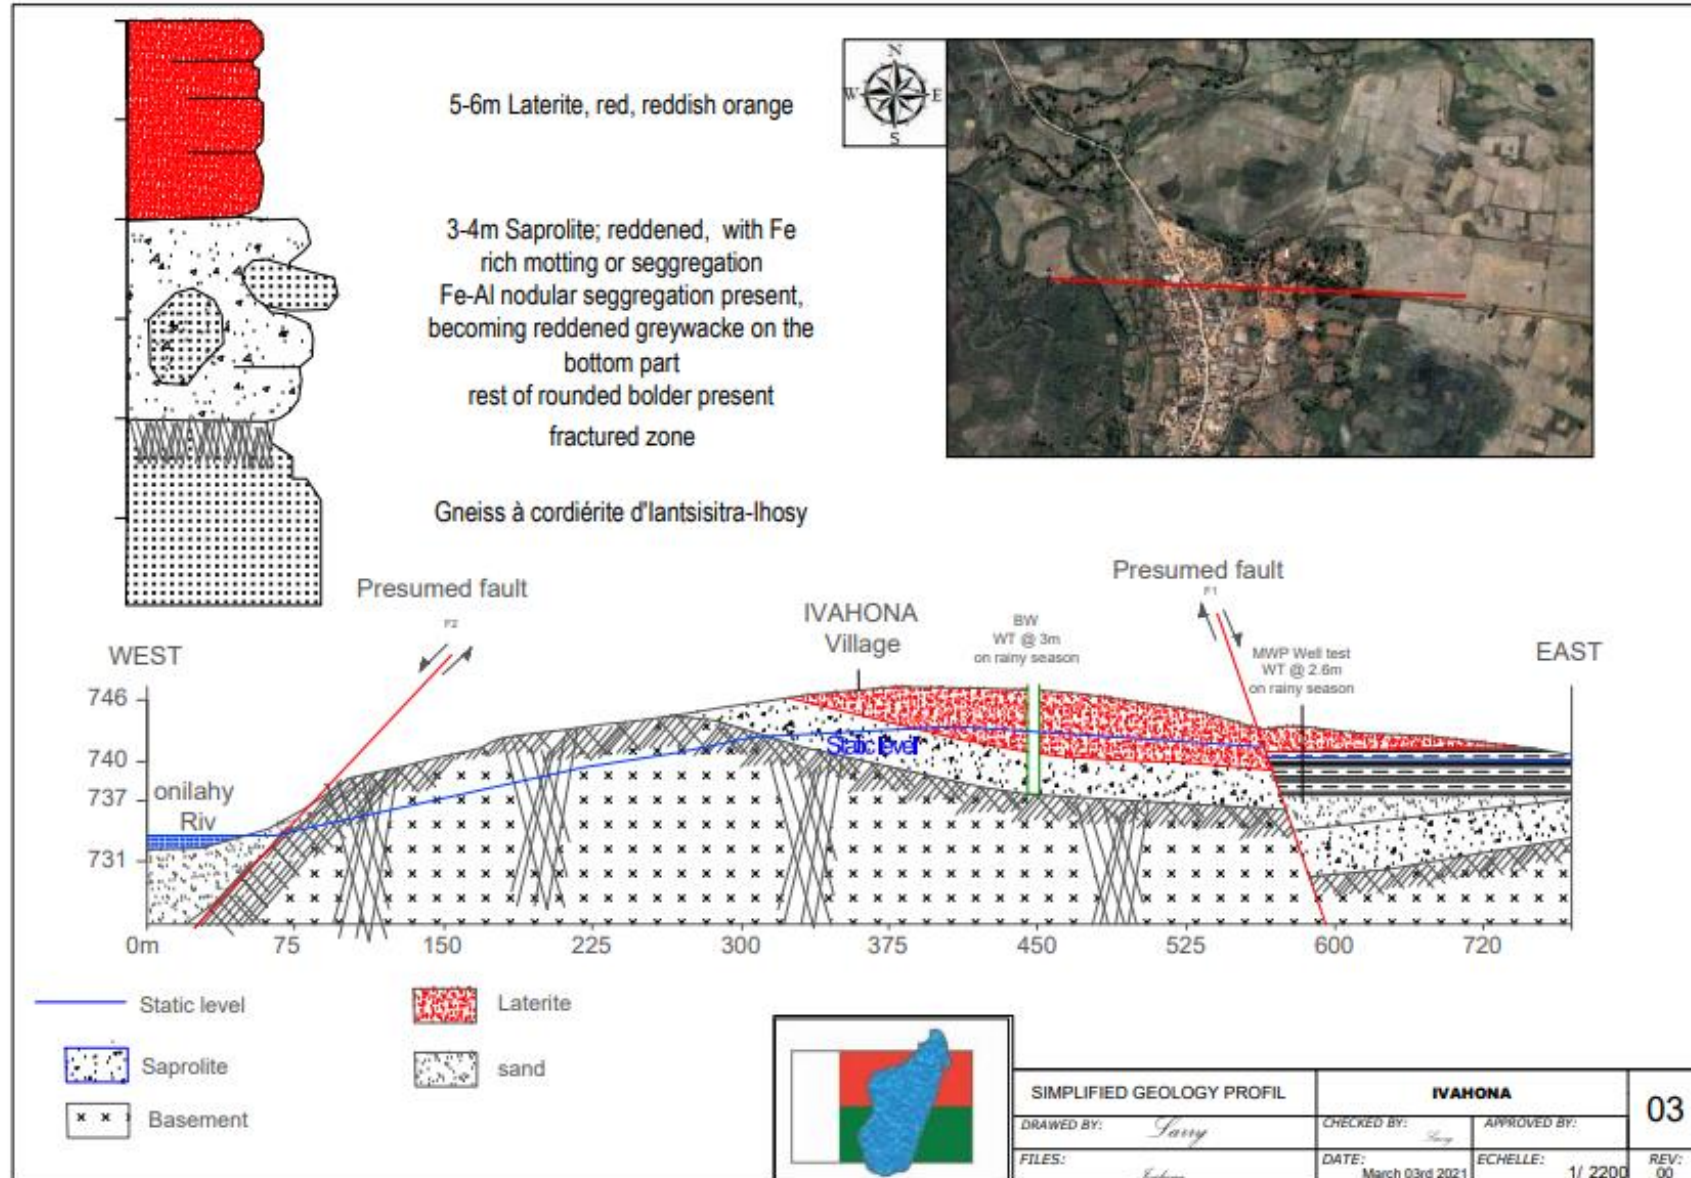 5-6m Laterite, red, reddish orange
3-4m Saprolite; reddened, with Fe
rich motting or seggregation
Fe-Al nodular seggregation present,
becoming reddened greywacke on the
bottom part
rest of rounded bolder present
fractured zone
Gneiss à cordiérite d'Iantsisitra-Ihosy
N
W
E
S
Presumed fault
F2
Presumed fault
F1
IVAHONA
Village
BW
WT @ 3m
on rainy season
MWP Well test
WT @ 2.6m
on rainy season
WEST
EAST
746
740
737
731
onilahy
Riv
Static level
0m
75
150
225
300
375
450
525
600
720
Static level
Laterite
Saprolite
sand
Basement
SIMPLIFIED GEOLOGY PROFIL
IVAHONA
03
DRAWED BY:
Larry
CHECKED BY:
APPROVED BY:
FILES:
DATE:
March 03rd 2021
ECHELLE:
1/ 2200
REV:
00